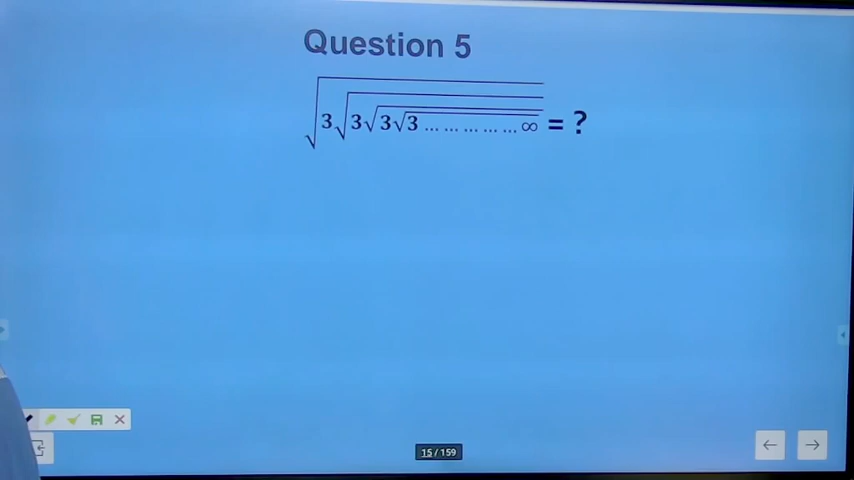 Question 5
√3√3√3√3 ... ... ... ... ... ∞ = ?
15 / 159